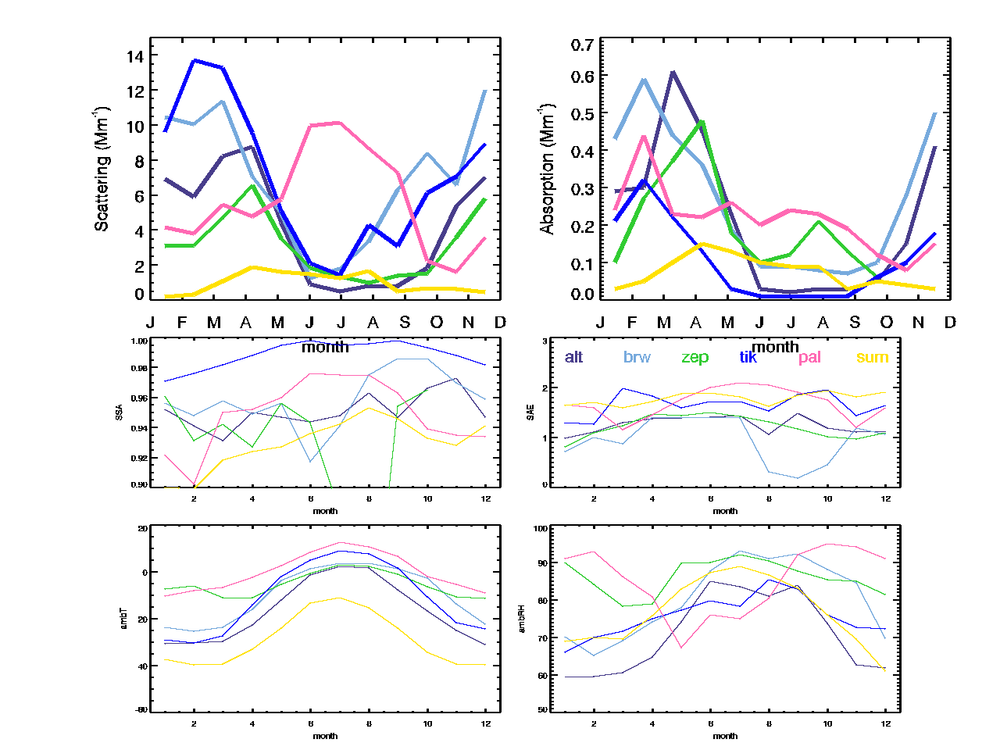 Scattering (Mm⁻¹)
14
12
10
8
6
4
2
0
J F M A M J J A S O N D
month
Absorption (Mm⁻¹)
0.7
0.6
0.5
0.4
0.3
0.2
0.1
0.0
J F M A M J J A S O N D
month
SSA
1.00
0.98
0.96
0.94
0.92
0.90
2 4 6 8 10 12
month
alt brw zep tik pal sum
SAE
3
2
1
0
2 4 6 8 10 12
month
ambT
20
0
-20
-40
-60
2 4 6 8 10 12
month
ambRH
100
90
80
70
60
50
2 4 6 8 10 12
month